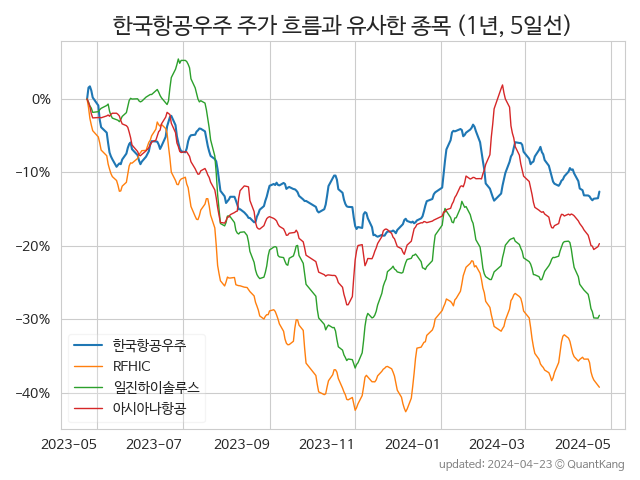 한국항공우주 주가 흐름과 유사한 종목 (1년, 5일선)
0%
-10%
-20%
-30%
-40%
한국항공우주
RFHIC
일진하이솔루스
아시아나항공
2023-05 2023-07 2023-09 2023-11 2024-01 2024-03 2024-05
updated: 2024-04-23 © QuantKang